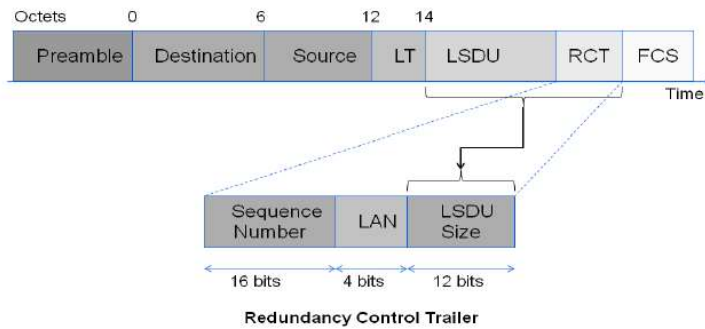 Octets 0 6 12 14
Preamble Destination Source LT LSDU RCT FCS
Time
Sequence Number LAN LSDU Size
16 bits 4 bits 12 bits
Redundancy Control Trailer